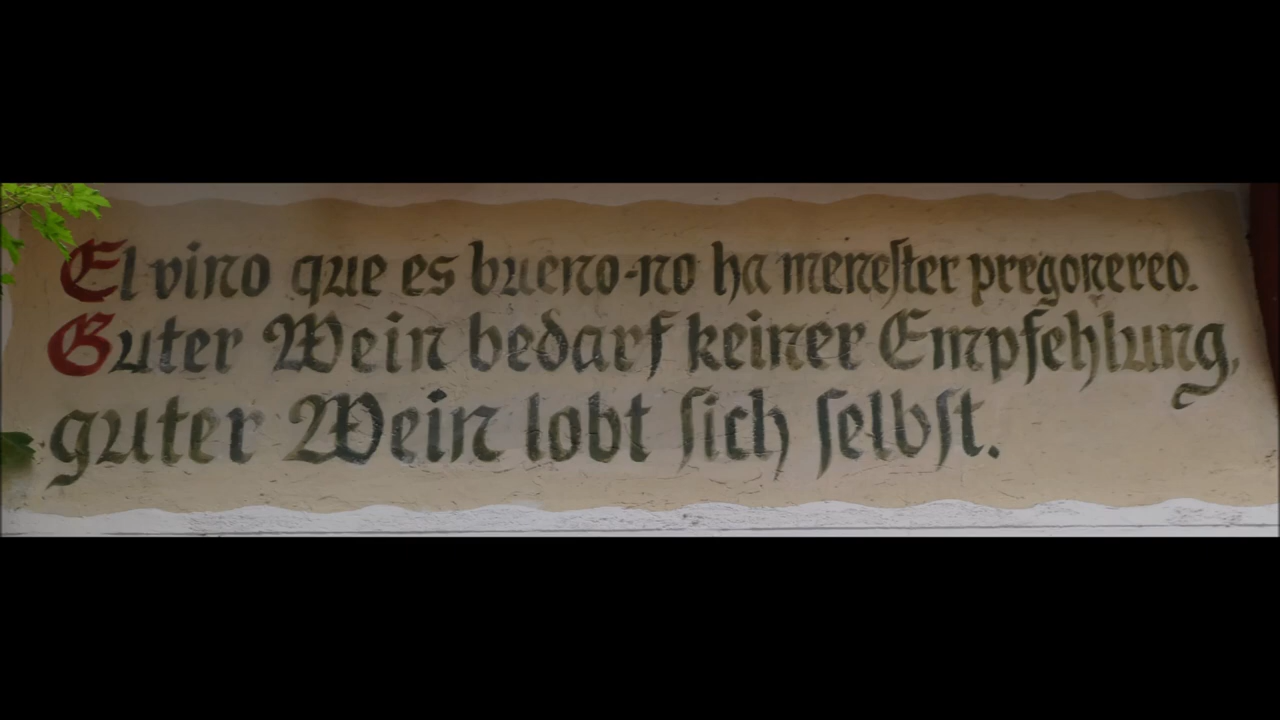 El vino que es bueno-no ha meneſter pregonereo.
Guter Wein bedarf keiner Empfehlung,
guter Wein lobt ſich ſelbſt.